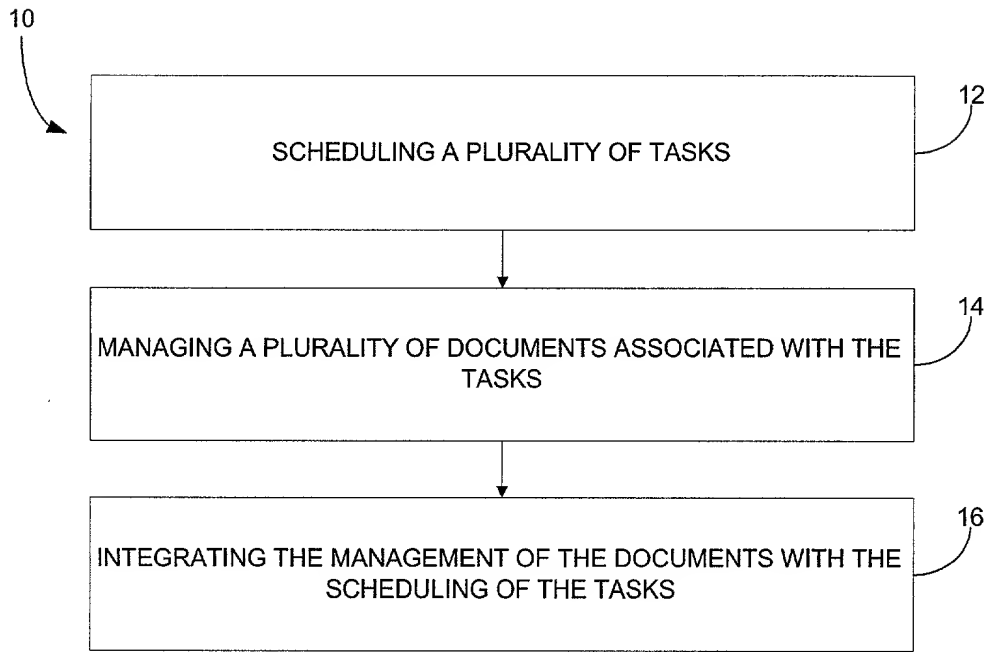 10
12
SCHEDULING A PLURALITY OF TASKS
14
MANAGING A PLURALITY OF DOCUMENTS ASSOCIATED WITH THE
TASKS
16
INTEGRATING THE MANAGEMENT OF THE DOCUMENTS WITH THE
SCHEDULING OF THE TASKS